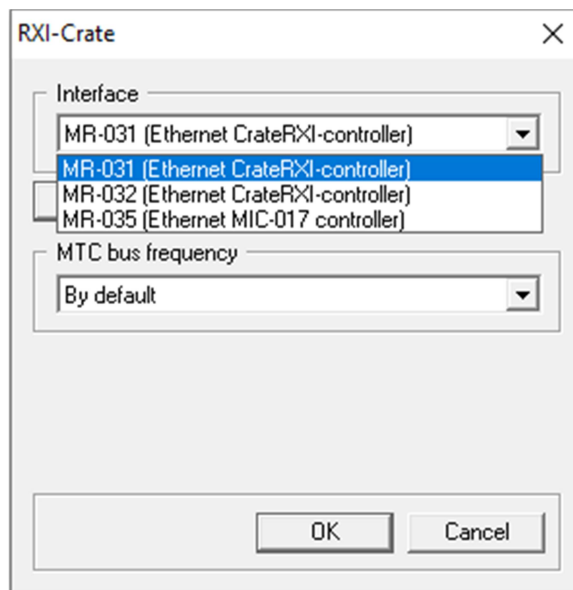 RXI-Crate
Interface
MR-031 (Ethernet CrateRXI-controller)
MR-031 (Ethernet CrateRXI-controller)
MR-032 (Ethernet CrateRXI-controller)
MR-035 (Ethernet MIC-017 controller)
MTC bus frequency
By default
OK
Cancel